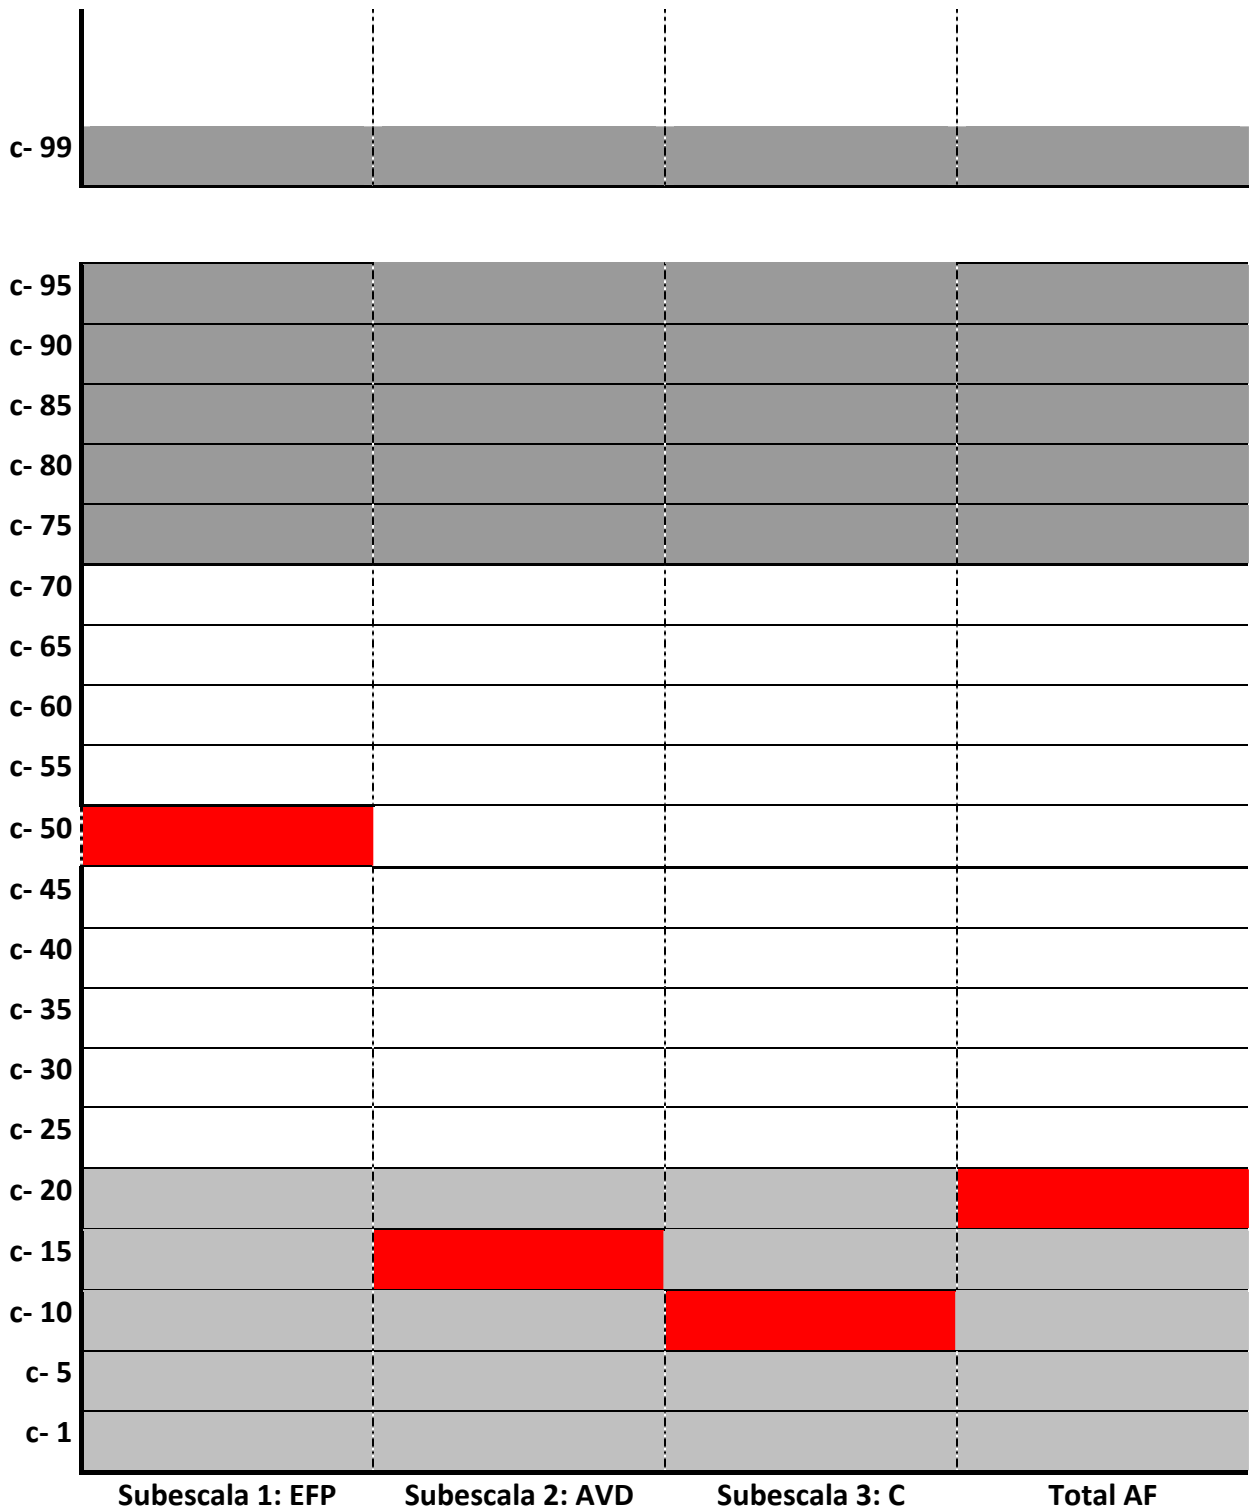 c- 99
c- 95
c- 90
c- 85
c- 80
c- 75
c- 70
c- 65
c- 60
c- 55
c- 50
c- 45
c- 40
c- 35
c- 30
c- 25
c- 20
c- 15
c- 10
c- 5
c- 1
Subescala 1: EFP Subescala 2: AVD Subescala 3: C Total AF